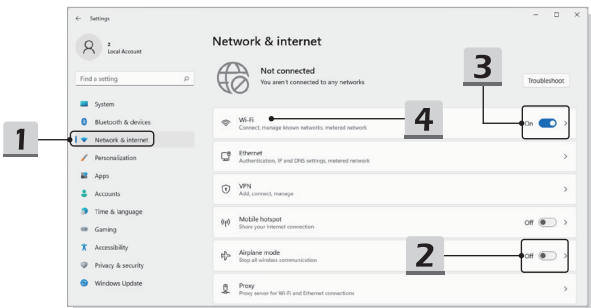 Settings
z
Local Account
Find a setting
System
Bluetooth & devices
Network & internet
Personalization
Apps
Accounts
Time & language
Gaming
Accessibility
Privacy & security
Windows Update
1
Network & internet
Not connected
You aren't connected to any networks
Troubleshoot
3
Wi-Fi
Connect, manage known networks, metered network
4
On
Ethernet
Authentication, IP and DNS settings, metered network
VPN
Add, connect, manage
Mobile hotspot
Share your internet connection
Off
Airplane mode
Stop all wireless communication
2
Off
Proxy
Proxy server for Wi-Fi and Ethernet connections